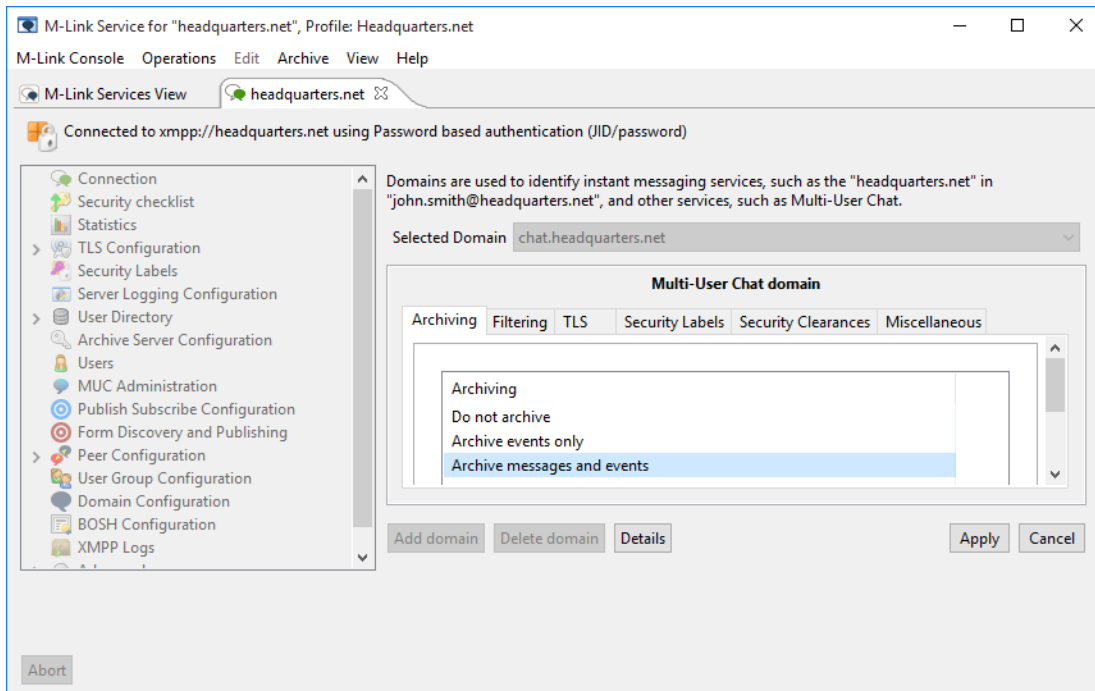 M-Link Service for "headquarters.net", Profile: Headquarters.net
M-Link Console Operations Edit Archive View Help
M-Link Services View headquarters.net
Connected to xmpp://headquarters.net using Password based authentication (JID/password)
Connection
Security checklist
Statistics
TLS Configuration
Security Labels
Server Logging Configuration
User Directory
Archive Server Configuration
Users
MUC Administration
Publish Subscribe Configuration
Form Discovery and Publishing
Peer Configuration
User Group Configuration
Domain Configuration
BOSH Configuration
XMPP Logs
Domains are used to identify instant messaging services, such as the "headquarters.net" in
"john.smith@headquarters.net", and other services, such as Multi-User Chat.
Selected Domain chat.headquarters.net
Multi-User Chat domain
Archiving Filtering TLS Security Labels Security Clearances Miscellaneous
Archiving
Do not archive
Archive events only
Archive messages and events
Add domain Delete domain Details Apply Cancel
Abort